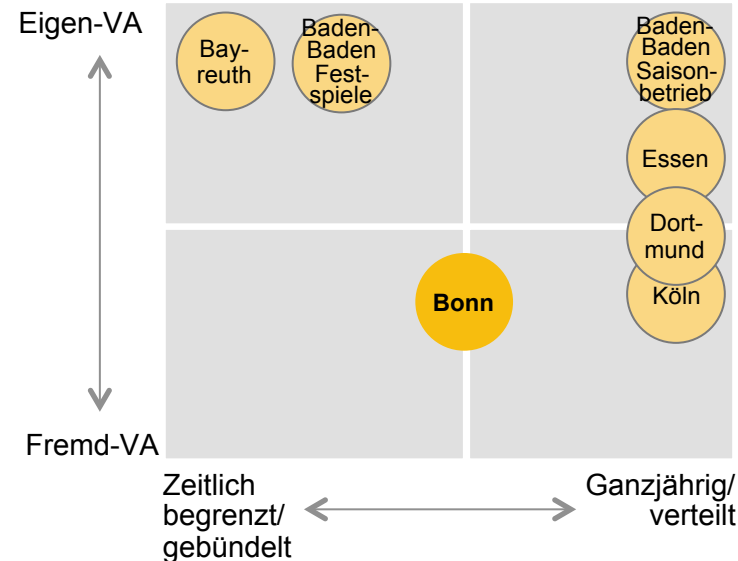 Eigen-VA
Bay-
reuth
Baden-
Baden
Fest-
spiele
Baden-
Baden
Saison-
betrieb
Essen
Dort-
mund
Köln
Bonn
Fremd-VA
Zeitlich
begrenzt/
gebündelt
Ganzjährig/
verteilt